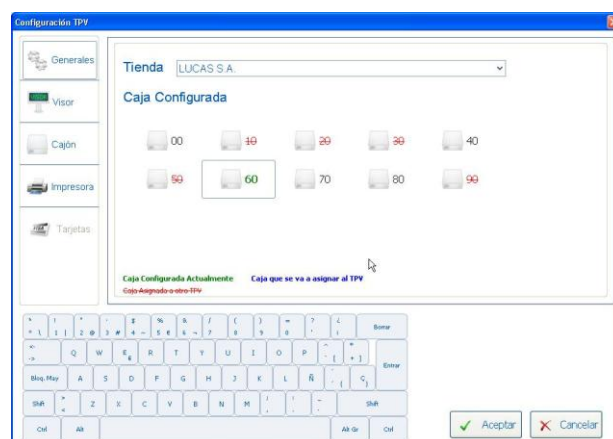 Configuración TPV
Generales
Visor
Cajón
Impresora
Tarjetas
Tienda LUCAS S.A.
Caja Configurada
00 10 20 30 40
50 60 70 80 90
Caja Configurada Actualmente Caja que se va a asignar al TPV
Caja Asignada a otro TPV
Borrar
Q W E € R T Y U I O P
Entrar
Bloq. May A S D F G H J K L Ñ
Shift Z X C V B N M Shift
Ctrl Alt Alt Gr Ctrl
Aceptar Cancelar